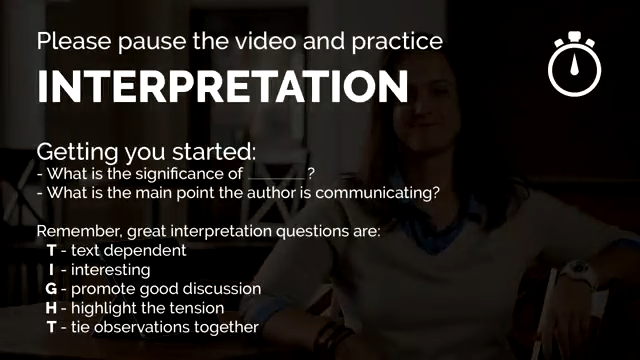 Please pause the video and practice
INTERPRETATION
Getting you started:
- What is the significance of ______ ?
- What is the main point the author is communicating?
Remember, great interpretation questions are:
T - text dependent
I - interesting
G - promote good discussion
H - highlight the tension
T - tie observations together